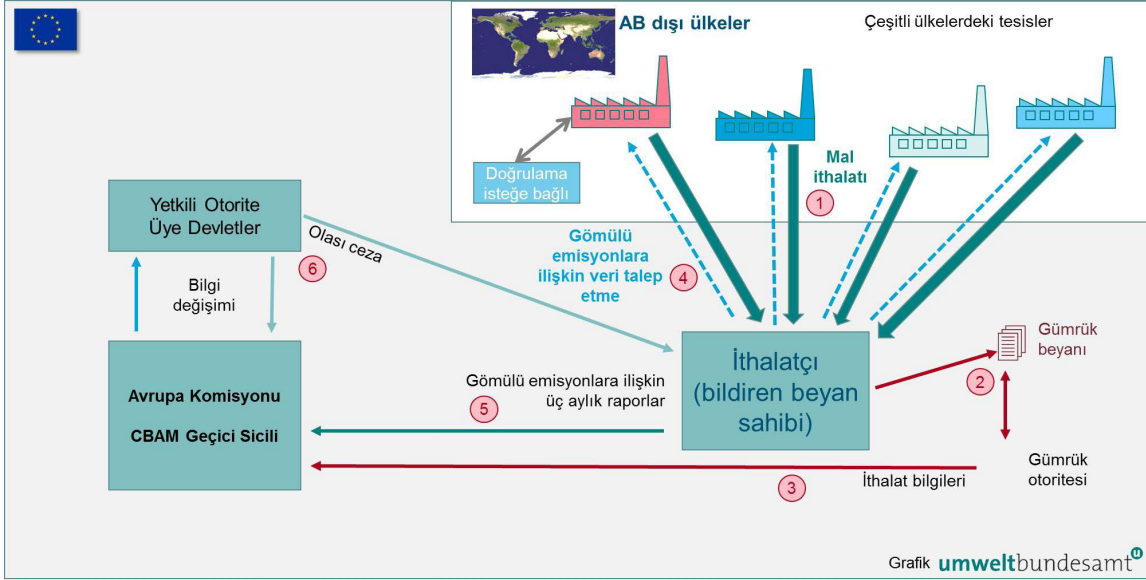 AB dışı ülkeler
Çeşitli ülkelerdeki tesisler
Doğrulama
isteğe bağlı
Mal
ithalatı
1
Yetkili Otorite
Üye Devletler
Olası ceza
6
Gömülü
emisyonlara
ilişkin veri talep
etme
4
Bilgi
değişimi
Avrupa Komisyonu
CBAM Geçici Sicili
Gömülü emisyonlara ilişkin
üç aylık raporlar
5
İthalatçı
(bildiren beyan
sahibi)
Gümrük
beyanı
2
3
İthalat bilgileri
Gümrük
otoritesi
Grafik umweltbundesamt u